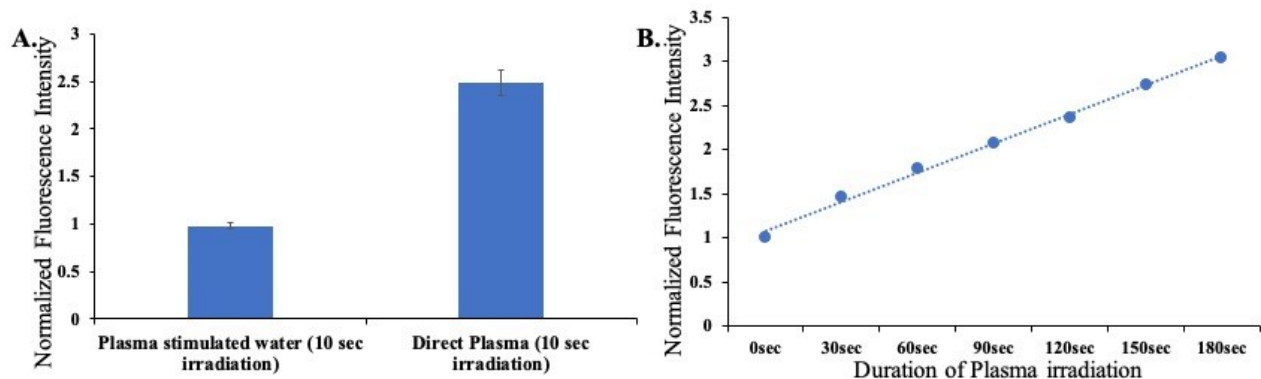 A.
Normalized Fluorescence Intensity
3
2.5
2
1.5
1
0.5
0
Plasma stimulated water (10 sec
irradiation)
Direct Plasma (10 sec
irradiation)
B.
Normalized Fluorescence Intensity
3.5
3
2.5
2
1.5
1
0.5
0
0sec 30sec 60sec 90sec 120sec 150sec 180sec
Duration of Plasma irradiation